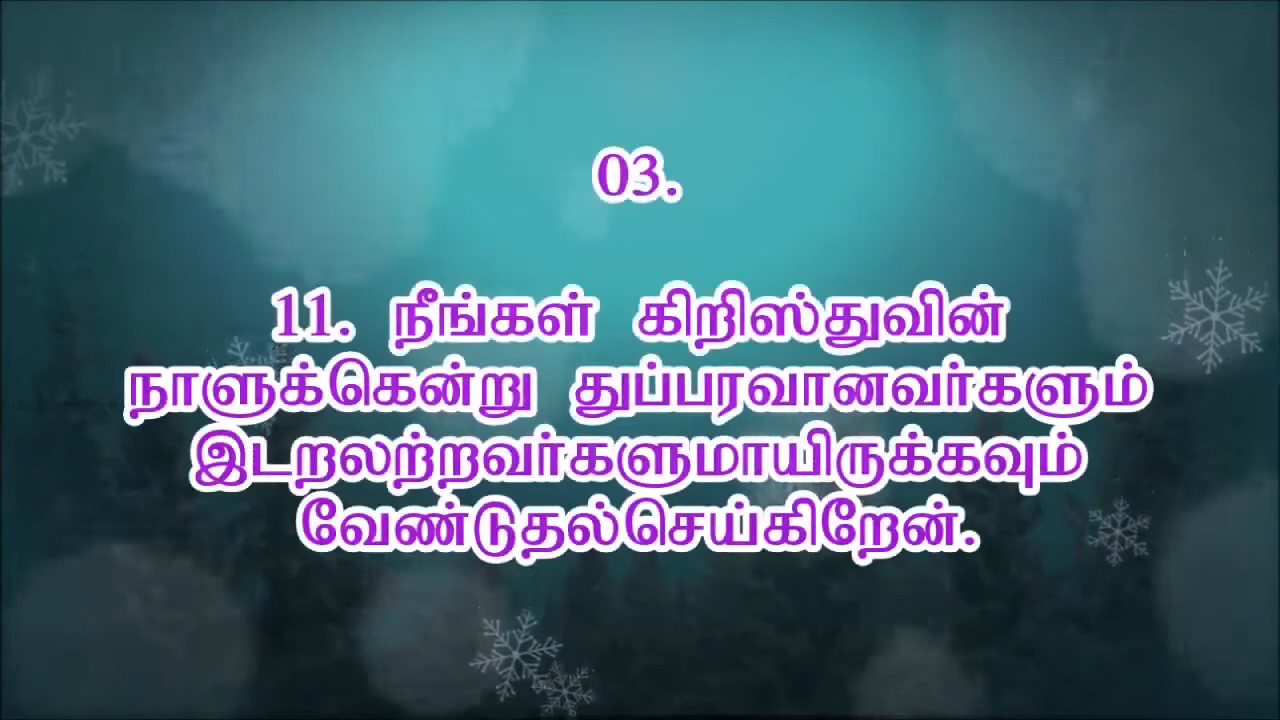 03.
11. நீங்கள் கிறிஸ்துவின்
நாளுக்கென்று துப்பரவானவர்களும்
இடறலற்றவர்களுமாயிருக்கவும்
வேண்டுதல்செய்கிறேன்.